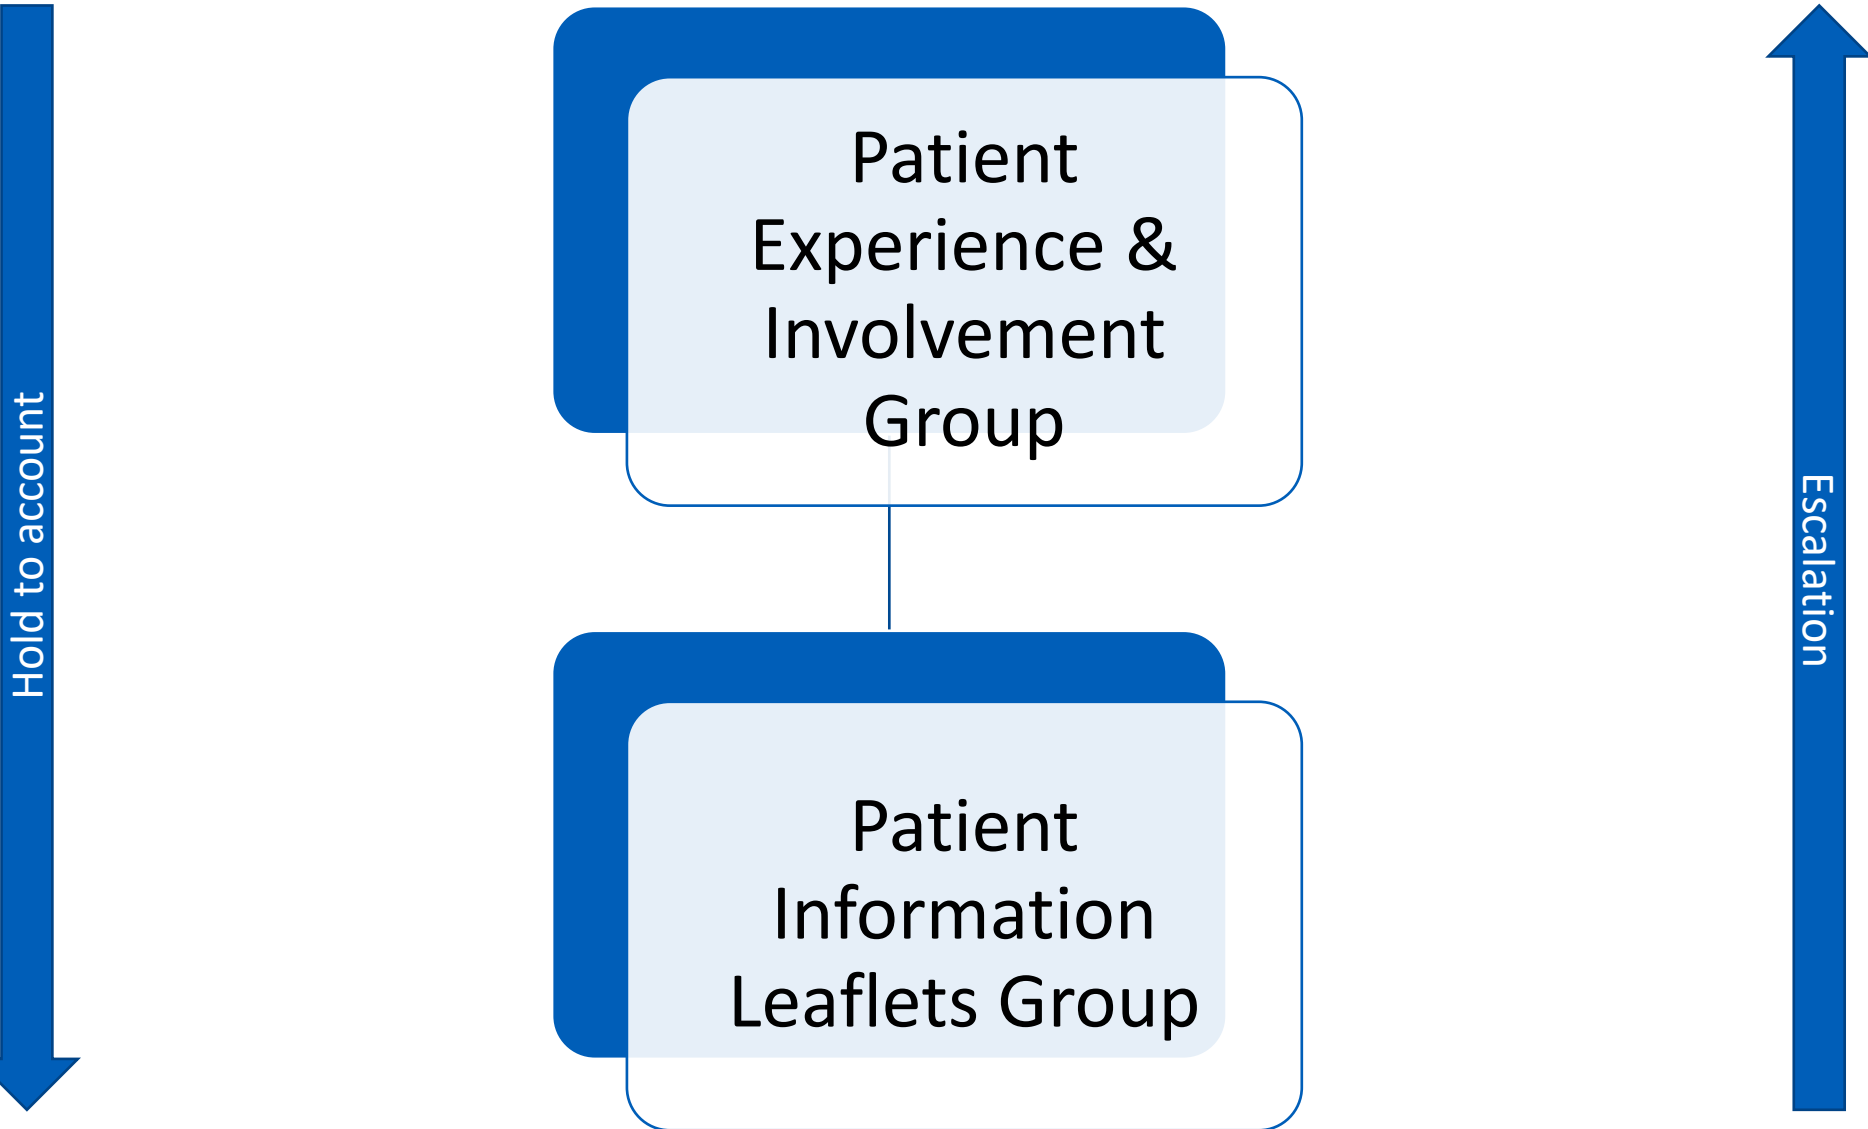 Hold to account
Patient
Experience &
Involvement
Group
Patient
Information
Leaflets Group
Escalation